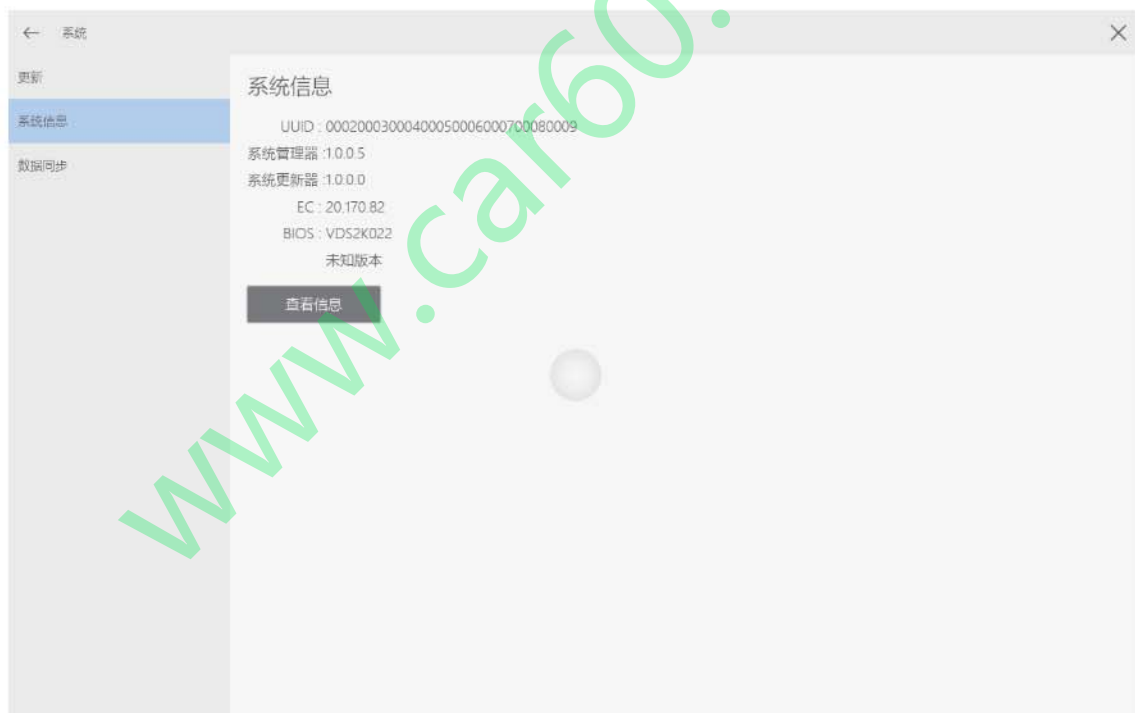 系统
更新
系统信息
数据同步
系统信息
UUID : 00020003000400050006000700080009
系统管理器 :1.0.0.5
系统更新器 :1.0.0.0
EC : 20.170.82
BIOS : VDS2K022
未知版本
查看信息
www.car60.